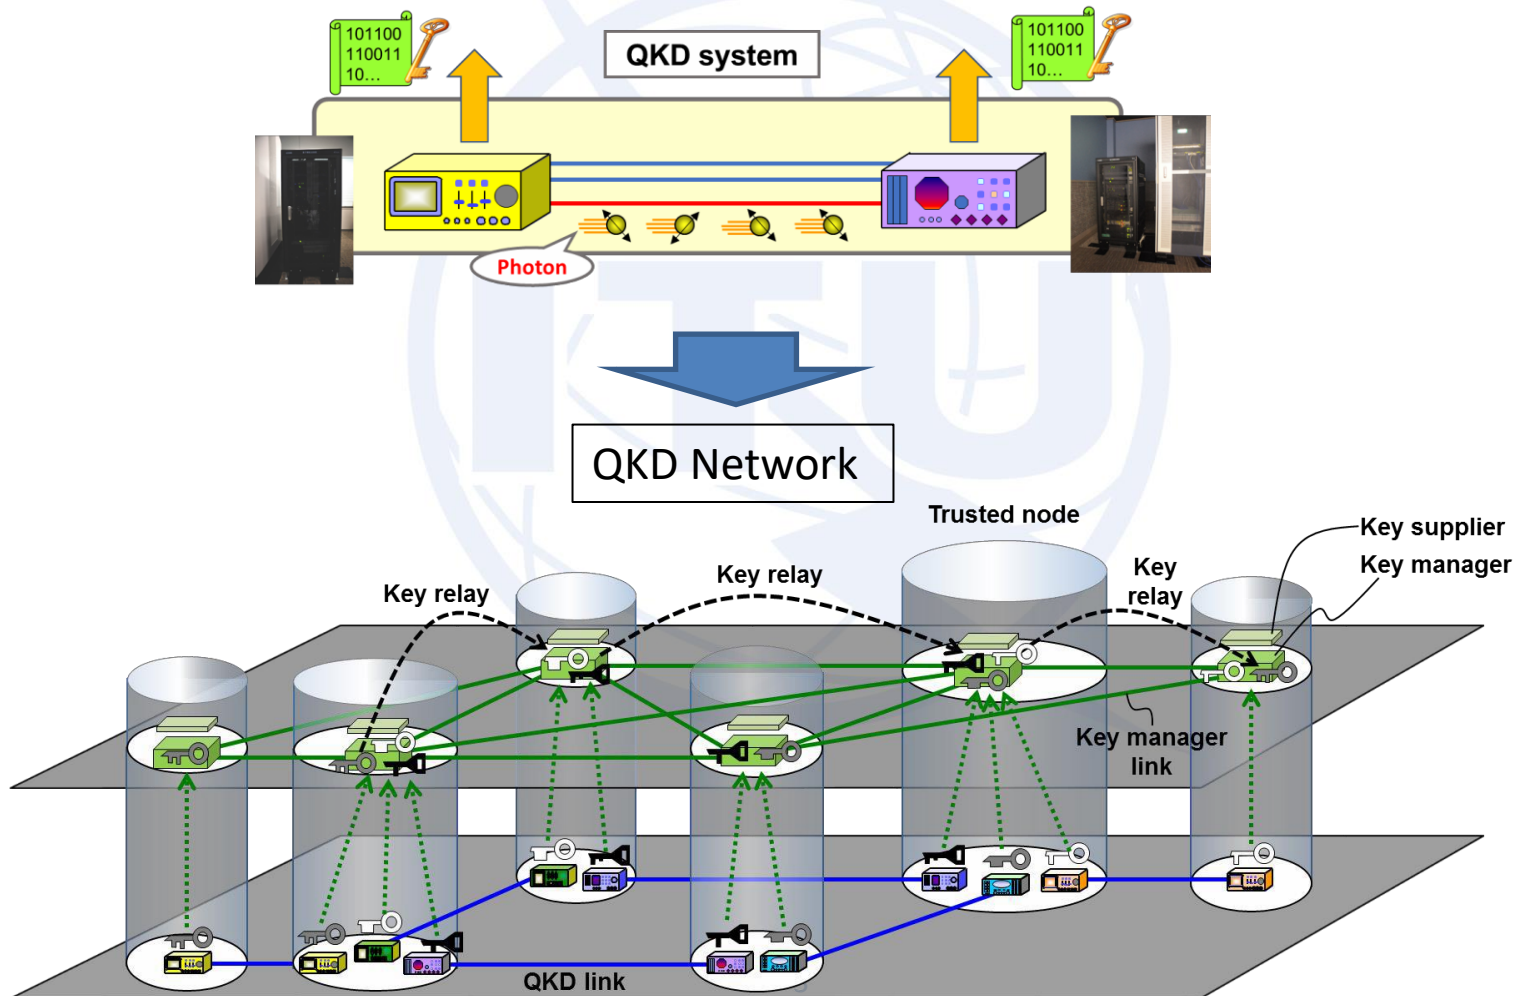 101100
110011
10...
QKD system
101100
110011
10...
Photon
ITU
QKD Network
Trusted node
Key supplier
Key manager
Key relay
Key relay
Key
relay
Key manager
link
QKD link